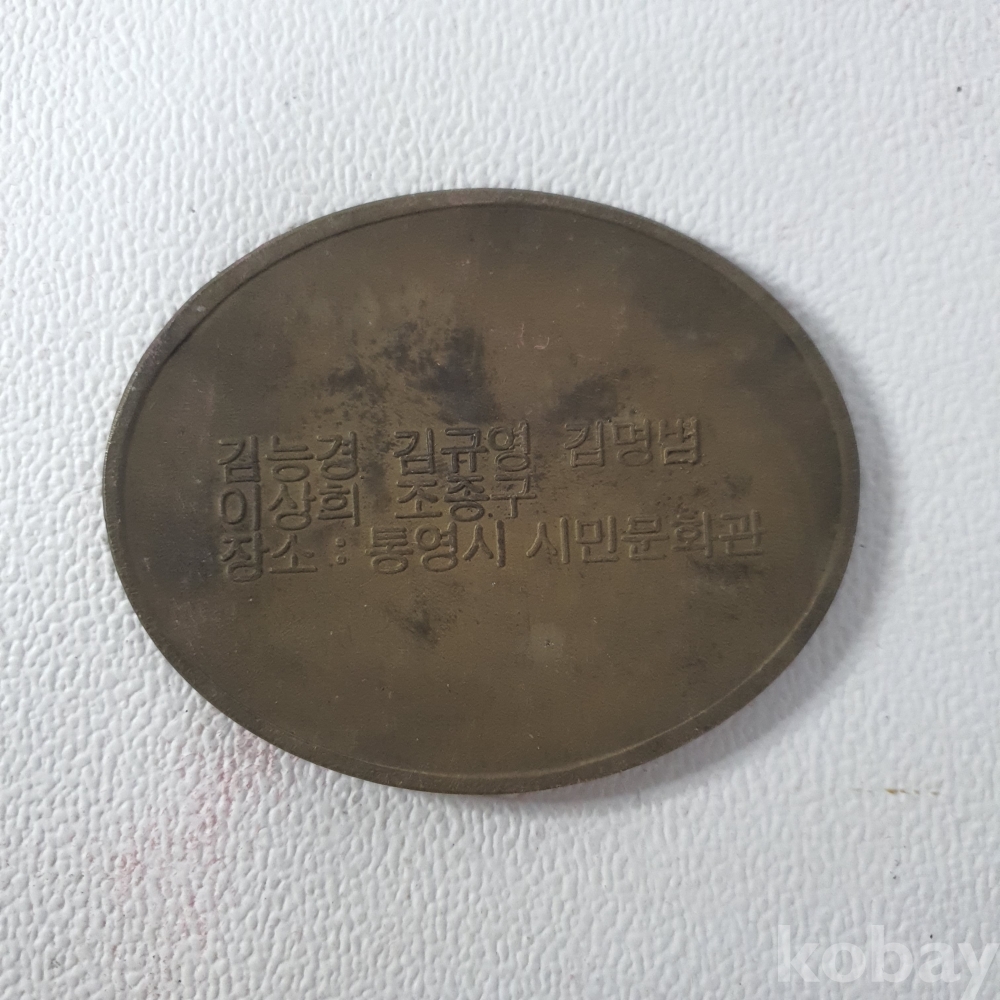 김능경 김규영 김명범
이상희 조종구
장소 : 통영시 시민문회관
kobay